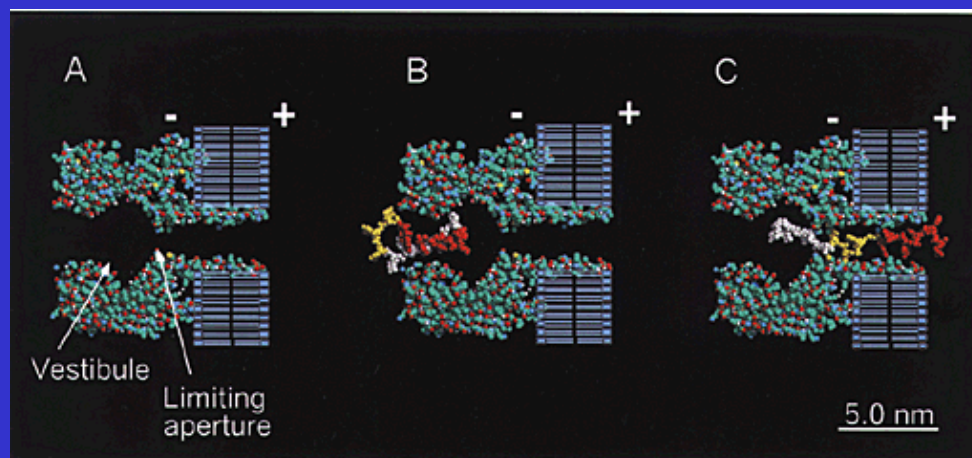 A
B
C
- +
- +
- +
Vestibule
Limiting
aperture
5.0 nm